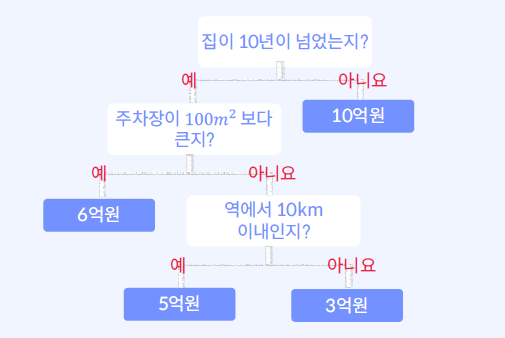 집이 10년이 넘었는지?
예
아니요
10억원
주차장이 100m² 보다
큰지?
예
아니요
6억원
역에서 10km
이내인지?
예
아니요
5억원
3억원